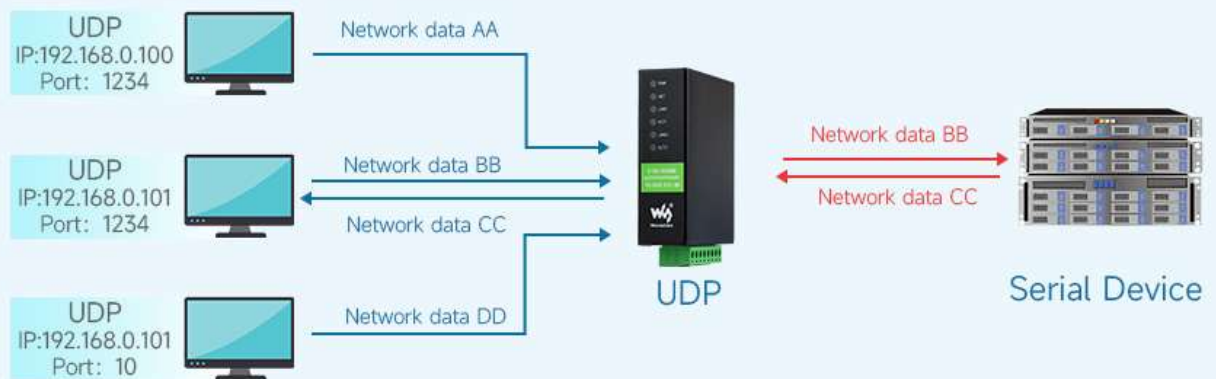 UDP
IP:192.168.0.100
Port: 1234
Network data AA
UDP
IP:192.168.0.101
Port: 1234
Network data BB
Network data CC
UDP
IP:192.168.0.101
Port: 10
Network data DD
UDP
Network data BB
Network data CC
Serial Device